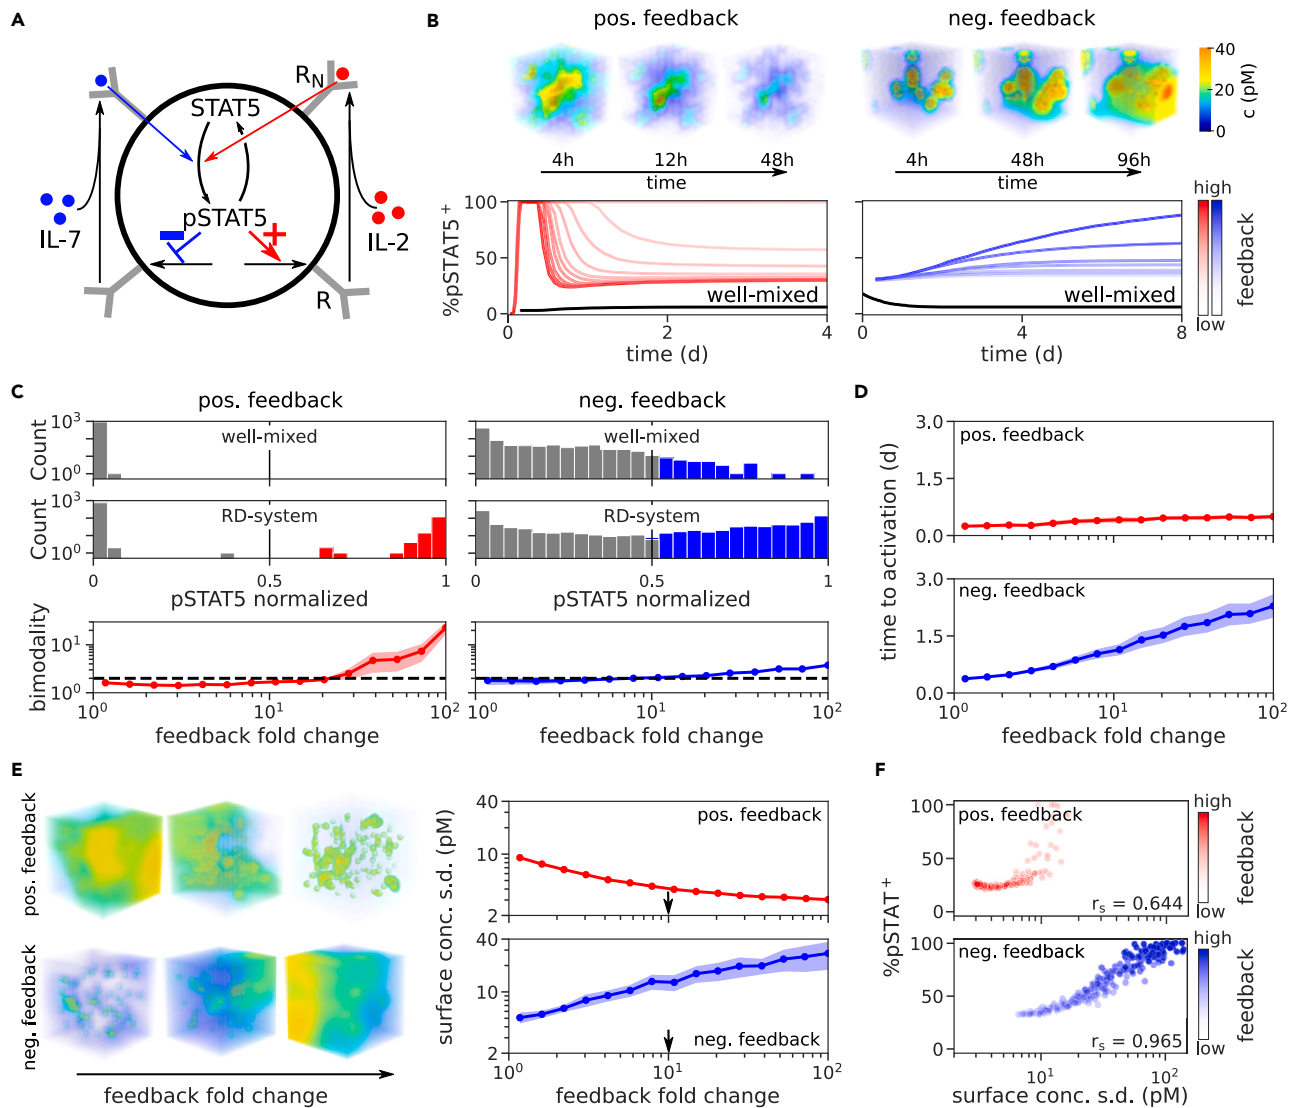 A
R_N
STAT5
pSTAT5
IL-7
IL-2
− +
R
B
pos. feedback neg. feedback
40
20
0
c (pM)
4h 12h 48h
time
4h 48h 96h
time
%pSTAT5⁺
100
50
0
well-mixed
0 2 4
time (d)
well-mixed
0 4 8
time (d)
high
low
feedback
C
pos. feedback neg. feedback
Count
10³
10⁰
well-mixed
well-mixed
Count
10³
10⁰
RD-system
RD-system
0 0.5 1
0 0.5 1
pSTAT5 normalized pSTAT5 normalized
bimodality
10¹
10⁰
10⁰ 10¹ 10²
10⁰ 10¹ 10²
feedback fold change feedback fold change
D
time to activation (d)
3.0
1.5
0.0
pos. feedback
3.0
1.5
0.0
neg. feedback
10⁰ 10¹ 10²
feedback fold change
E
pos. feedback
neg. feedback
feedback fold change
surface conc. s.d. (pM)
40
10
2
pos. feedback
40
10
2
neg. feedback
10⁰ 10¹ 10²
feedback fold change
F
%pSTAT⁺
100
50
0
pos. feedback
r_s = 0.644
high
low
feedback
100
50
0
neg. feedback
r_s = 0.965
high
low
feedback
10¹ 10²
surface conc. s.d. (pM)